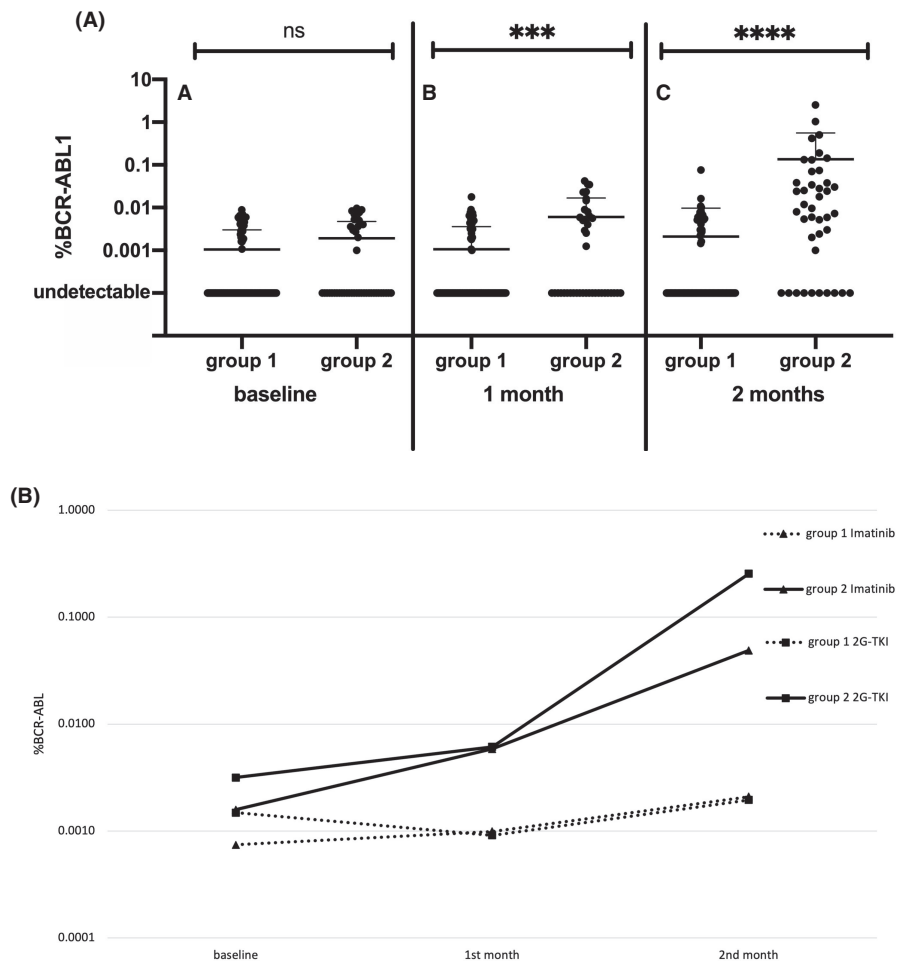 (A)
ns
***
****
A
B
C
%BCR-ABL1
10
1
0.1
0.01
0.001
undetectable
group 1
group 2
group 1
group 2
group 1
group 2
baseline
1 month
2 months
(B)
%BCR-ABL
1.0000
0.1000
0.0100
0.0010
0.0001
group 1 Imatinib
group 2 Imatinib
group 1 2G-TKI
group 2 2G-TKI
baseline
1st month
2nd month